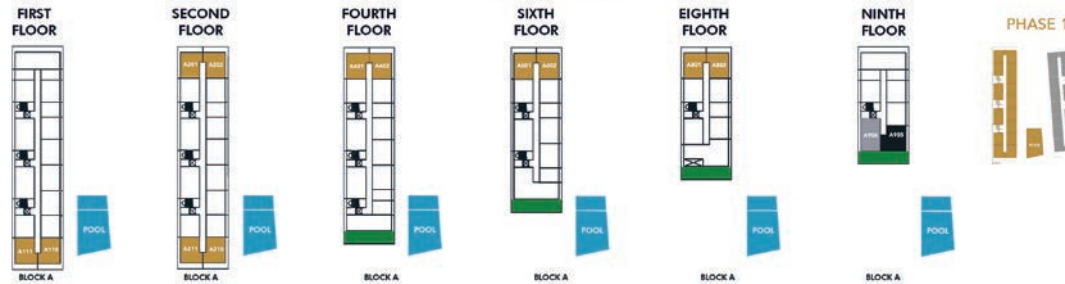 FIRST
FLOOR
A111
A110
POOL
BLOCK A
SECOND
FLOOR
A201 A202
A211 A210
POOL
BLOCK A
FOURTH
FLOOR
A401 A402
POOL
BLOCK A
SIXTH
FLOOR
A601 A602
POOL
BLOCK A
EIGHTH
FLOOR
A801 A802
POOL
BLOCK A
NINTH
FLOOR
A906
A905
POOL
BLOCK A
PHASE 1